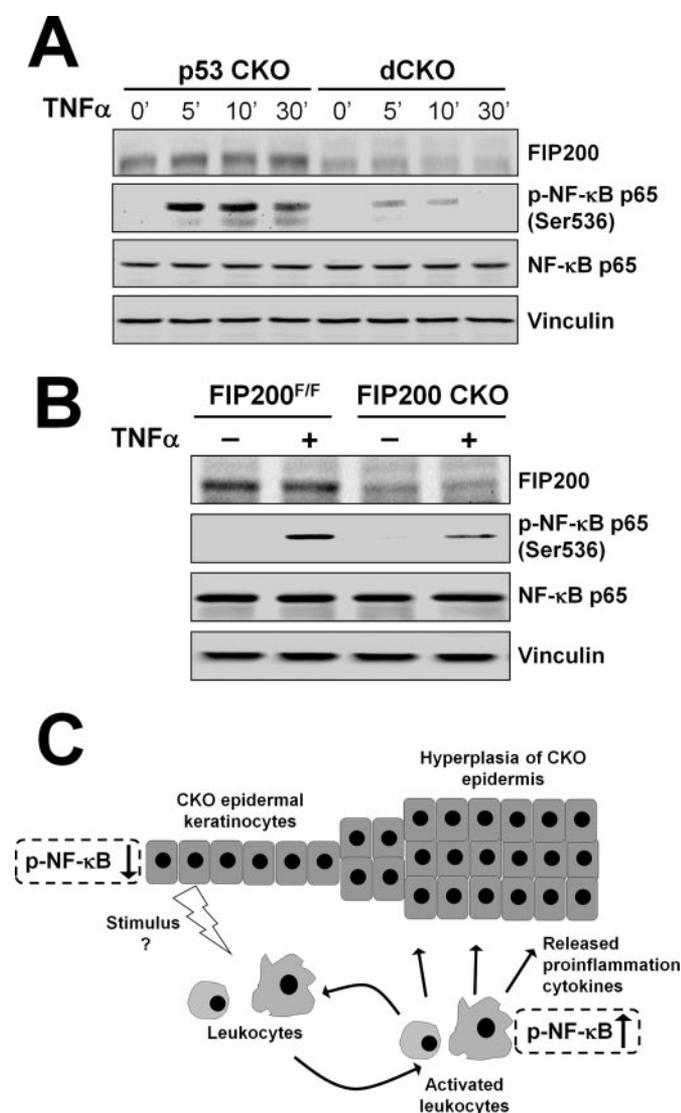 A
p53 CKO dCKO
TNFα 0' 5' 10' 30' 0' 5' 10' 30'
FIP200
p-NF-κB p65
(Ser536)
NF-κB p65
Vinculin
B
FIP200F/F FIP200 CKO
TNFα – + – +
FIP200
p-NF-κB p65
(Ser536)
NF-κB p65
Vinculin
C
Hyperplasia of CKO
epidermis
CKO epidermal
keratinocytes
p-NF-κB ↓
Stimulus
?
Released
proinflammation
cytokines
Leukocytes
p-NF-κB ↑
Activated
leukocytes